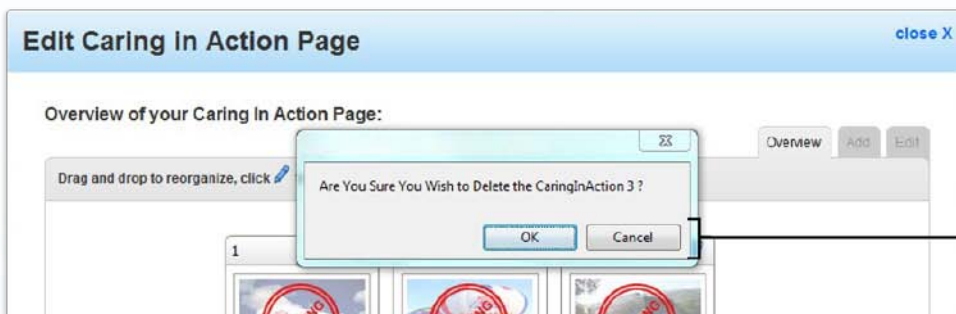 Edit Caring in Action Page
close X
Overview of your Caring In Action Page:
Overview Add Edit
Drag and drop to reorganize, click
Are You Sure You Wish to Delete the CaringInAction 3 ?
OK Cancel
1